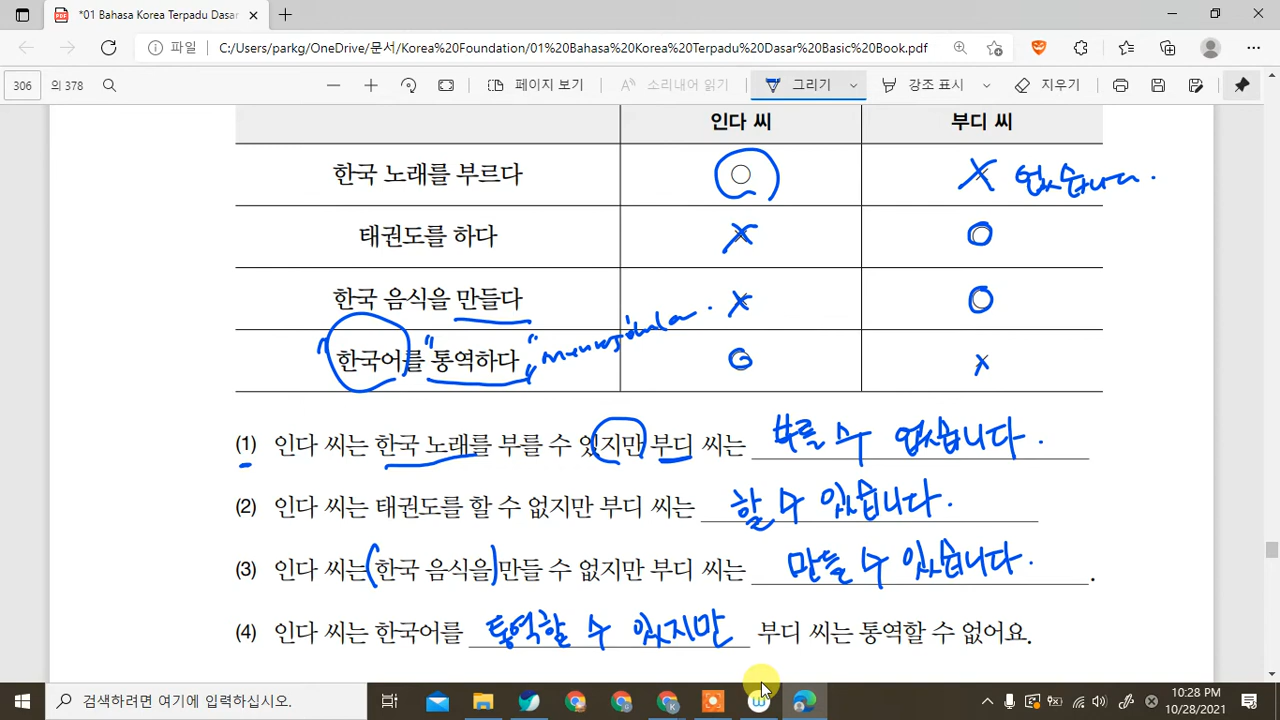 *01 Bahasa Korea Terpadu Dasar
파일 C:/Users/parkg/OneDrive/문서/Korea%20Foundation/01%20Bahasa%20Korea%20Terpadu%20Dasar%20Basic%20Book.pdf
306 의 378 페이지 보기 소리내어 읽기 그리기 강조 표시 지우기
인다 씨 부디 씨
한국 노래를 부르다 ○ × 없습니다.
태권도를 하다 × ○
한국 음식을 만들다 × ○
"한국어를 "통역하다" ○ ×
(1) 인다 씨는 한국 노래를 부를 수 있지만 부디 씨는 부를 수 없습니다.
(2) 인다 씨는 태권도를 할 수 없지만 부디 씨는 할 수 있습니다.
(3) 인다 씨는 (한국 음식을) 만들 수 없지만 부디 씨는 만들 수 있습니다.
(4) 인다 씨는 한국어를 통역할 수 있지만 부디 씨는 통역할 수 없어요.
검색하려면 여기에 입력하십시오.
10:28 PM
10/28/2021